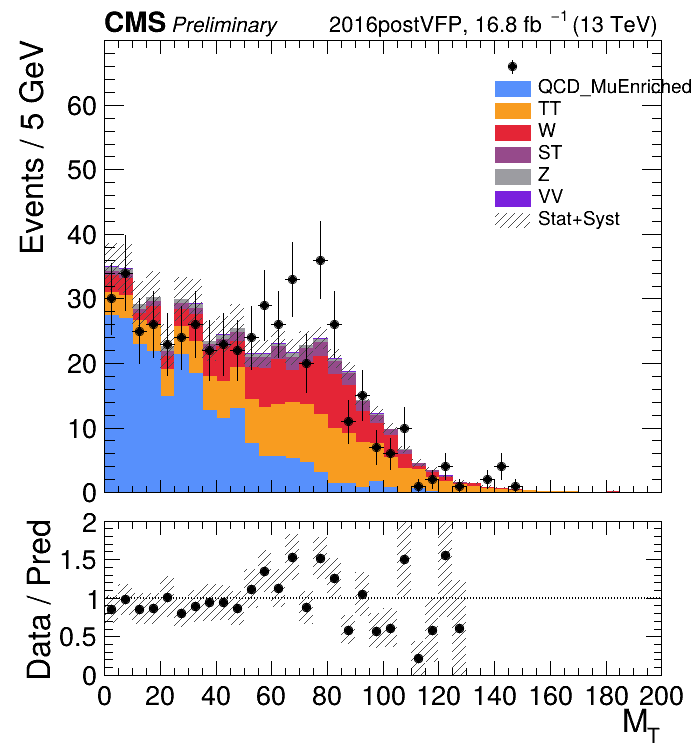 CMS Preliminary 2016postVFP, 16.8 fb ⁻¹ (13 TeV)
Events / 5 GeV
60
50
40
30
20
10
0
QCD_MuEnriched
TT
W
ST
Z
VV
Stat+Syst
Data / Pred
2
1.5
1
0.5
0
0 20 40 60 80 100 120 140 160 180 200
M_T